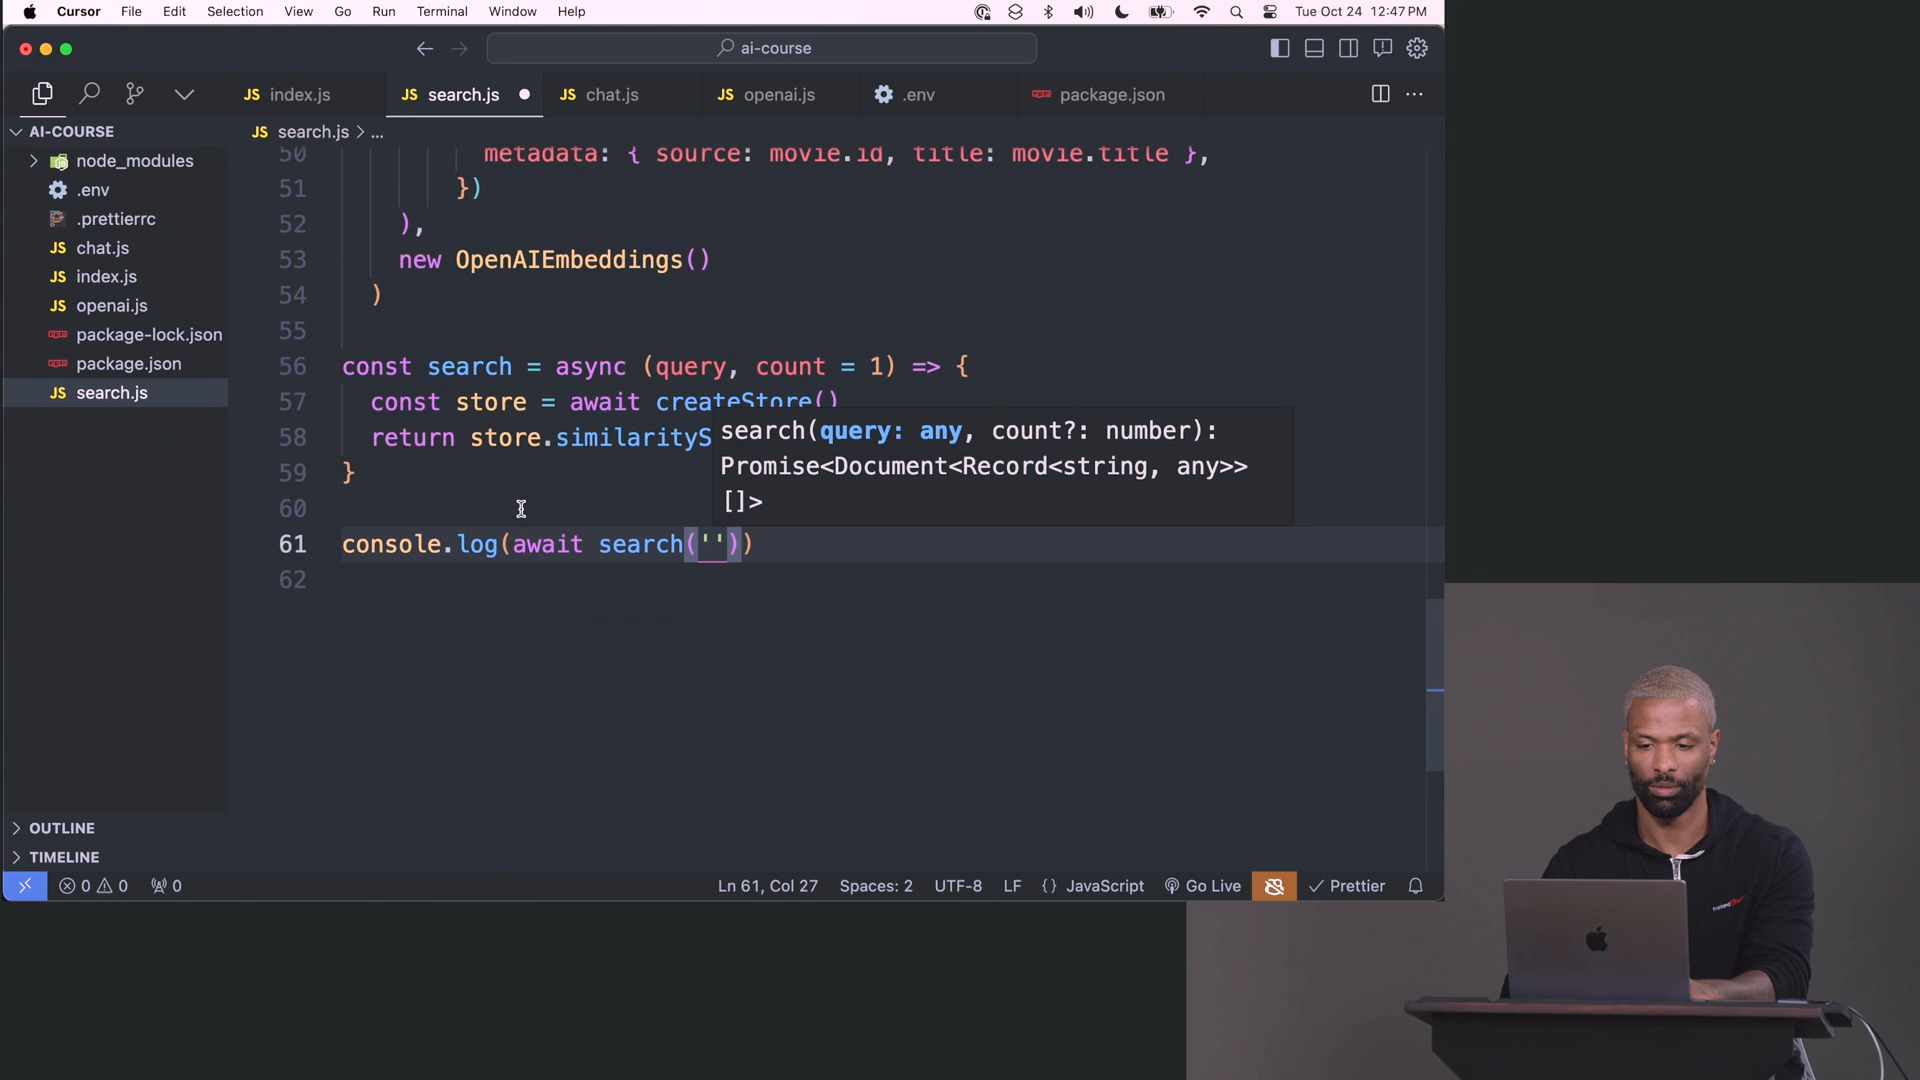 Cursor File Edit Selection View Go Run Terminal Window Help Tue Oct 24 12:47 PM
ai-course
JS index.js JS search.js JS chat.js JS openai.js .env package.json
AI-COURSE
node_modules
.env
.prettierrc
JS chat.js
JS index.js
JS openai.js
package-lock.json
package.json
JS search.js
OUTLINE
TIMELINE
JS search.js > ...
50 metadata: { source: movie.id, title: movie.title },
51 })
52 ),
53 new OpenAIEmbeddings()
54 )
55
56 const search = async (query, count = 1) => {
57 const store = await createStore()
58 return store.similarityS
59 }
60
61 console.log(await search(''))
62
search(query: any, count?: number):
Promise<Document<Record<string, any>>
[]>
0 0 0 Ln 61, Col 27 Spaces: 2 UTF-8 LF {} JavaScript Go Live Prettier